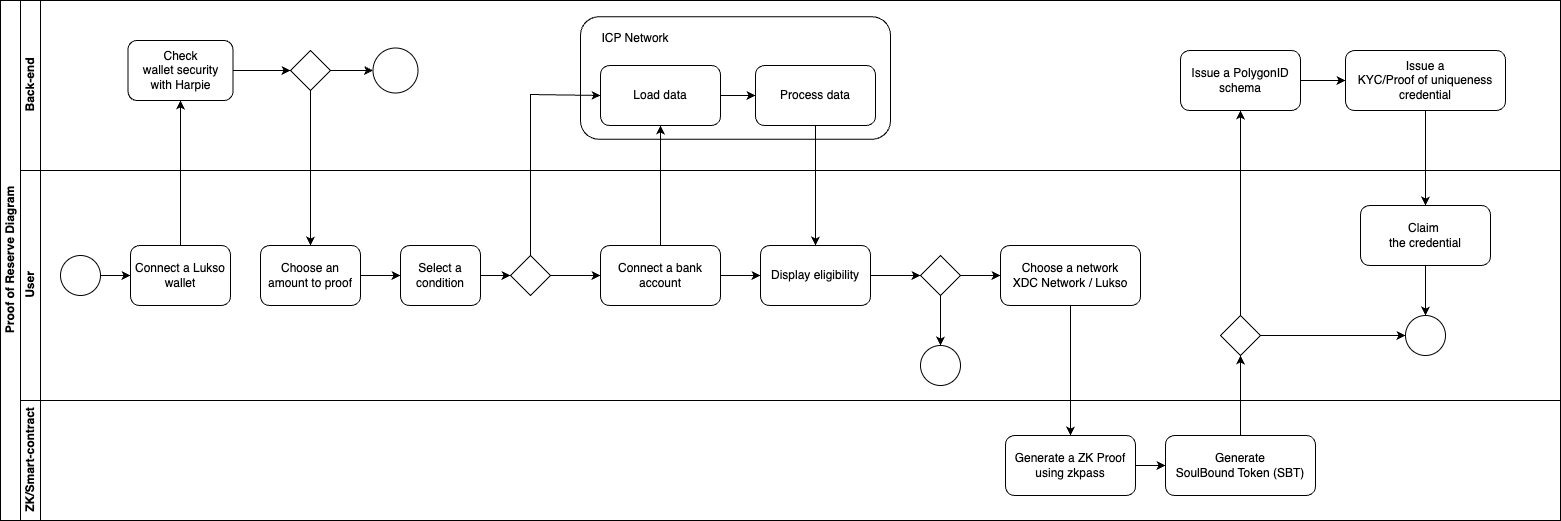 Proof of Reserve Diagram
Back-end
Check
wallet security
with Harpie
ICP Network
Load data
Process data
Issue a PolygonID
schema
Issue a
KYC/Proof of uniqueness
credential
User
Connect a Lukso
wallet
Choose an
amount to proof
Select a
condition
Connect a bank
account
Display eligibility
Choose a network
XDC Network / Lukso
Claim
the credential
ZK/Smart-contract
Generate a ZK Proof
using zkpass
Generate
SoulBound Token (SBT)